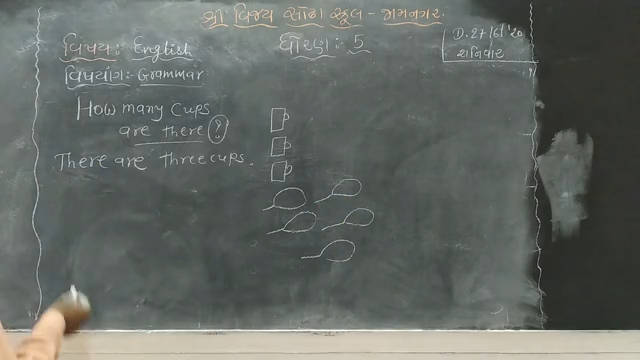 શ્રી વિજય સોઢા સ્કૂલ - જામનગર.
વિષય:- English
ધોરણ:- 5
D. 27/6/'20
શનિવાર
વિષયાંગ:- Grammar
How many Cups
are there ?
There are three cups.